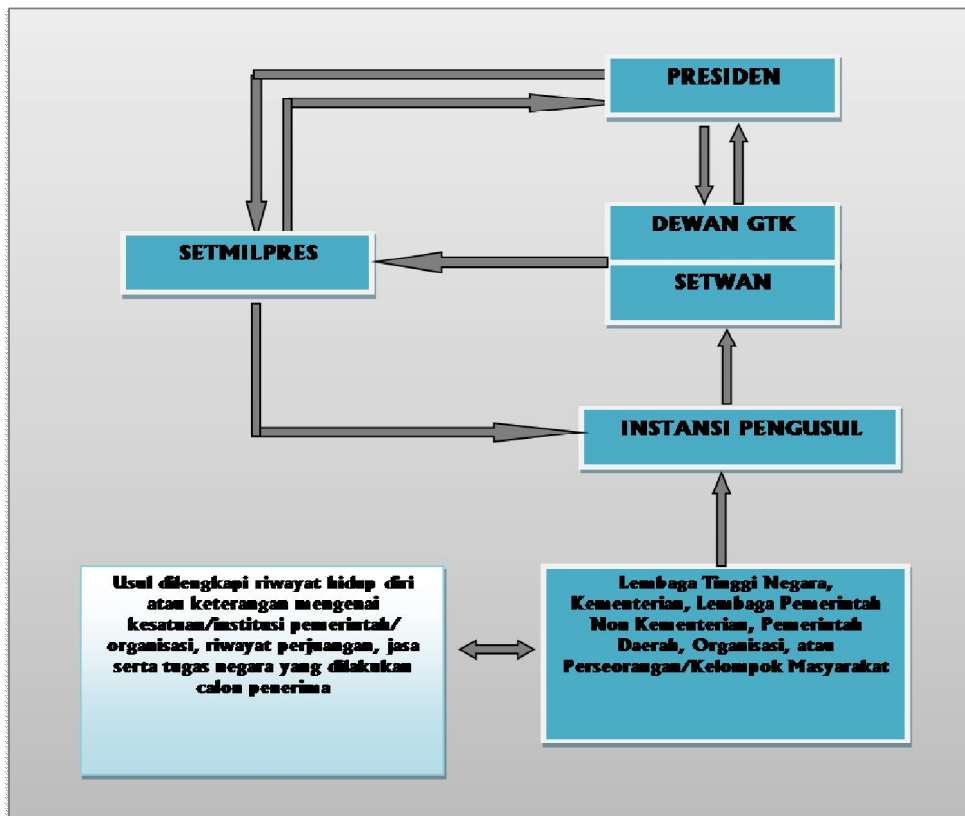 PRESIDEN
DEWAN GTK
SETMILPRES
SETWAN
INSTANSI PENGUSUL
Usul dilengkapi riwayat hidup diri
atau keterangan mengenai
kesatuan/institusi pemerintah/
organisasi, riwayat perjuangan, jasa
serta tugas negara yang dilakukan
calon penerima
Lembaga Tinggi Negara,
Kementerian, Lembaga Pemerintah
Non Kementerian, Pemerintah
Daerah, Organisasi, atau
Perseorangan/Kelompok Masyarakat